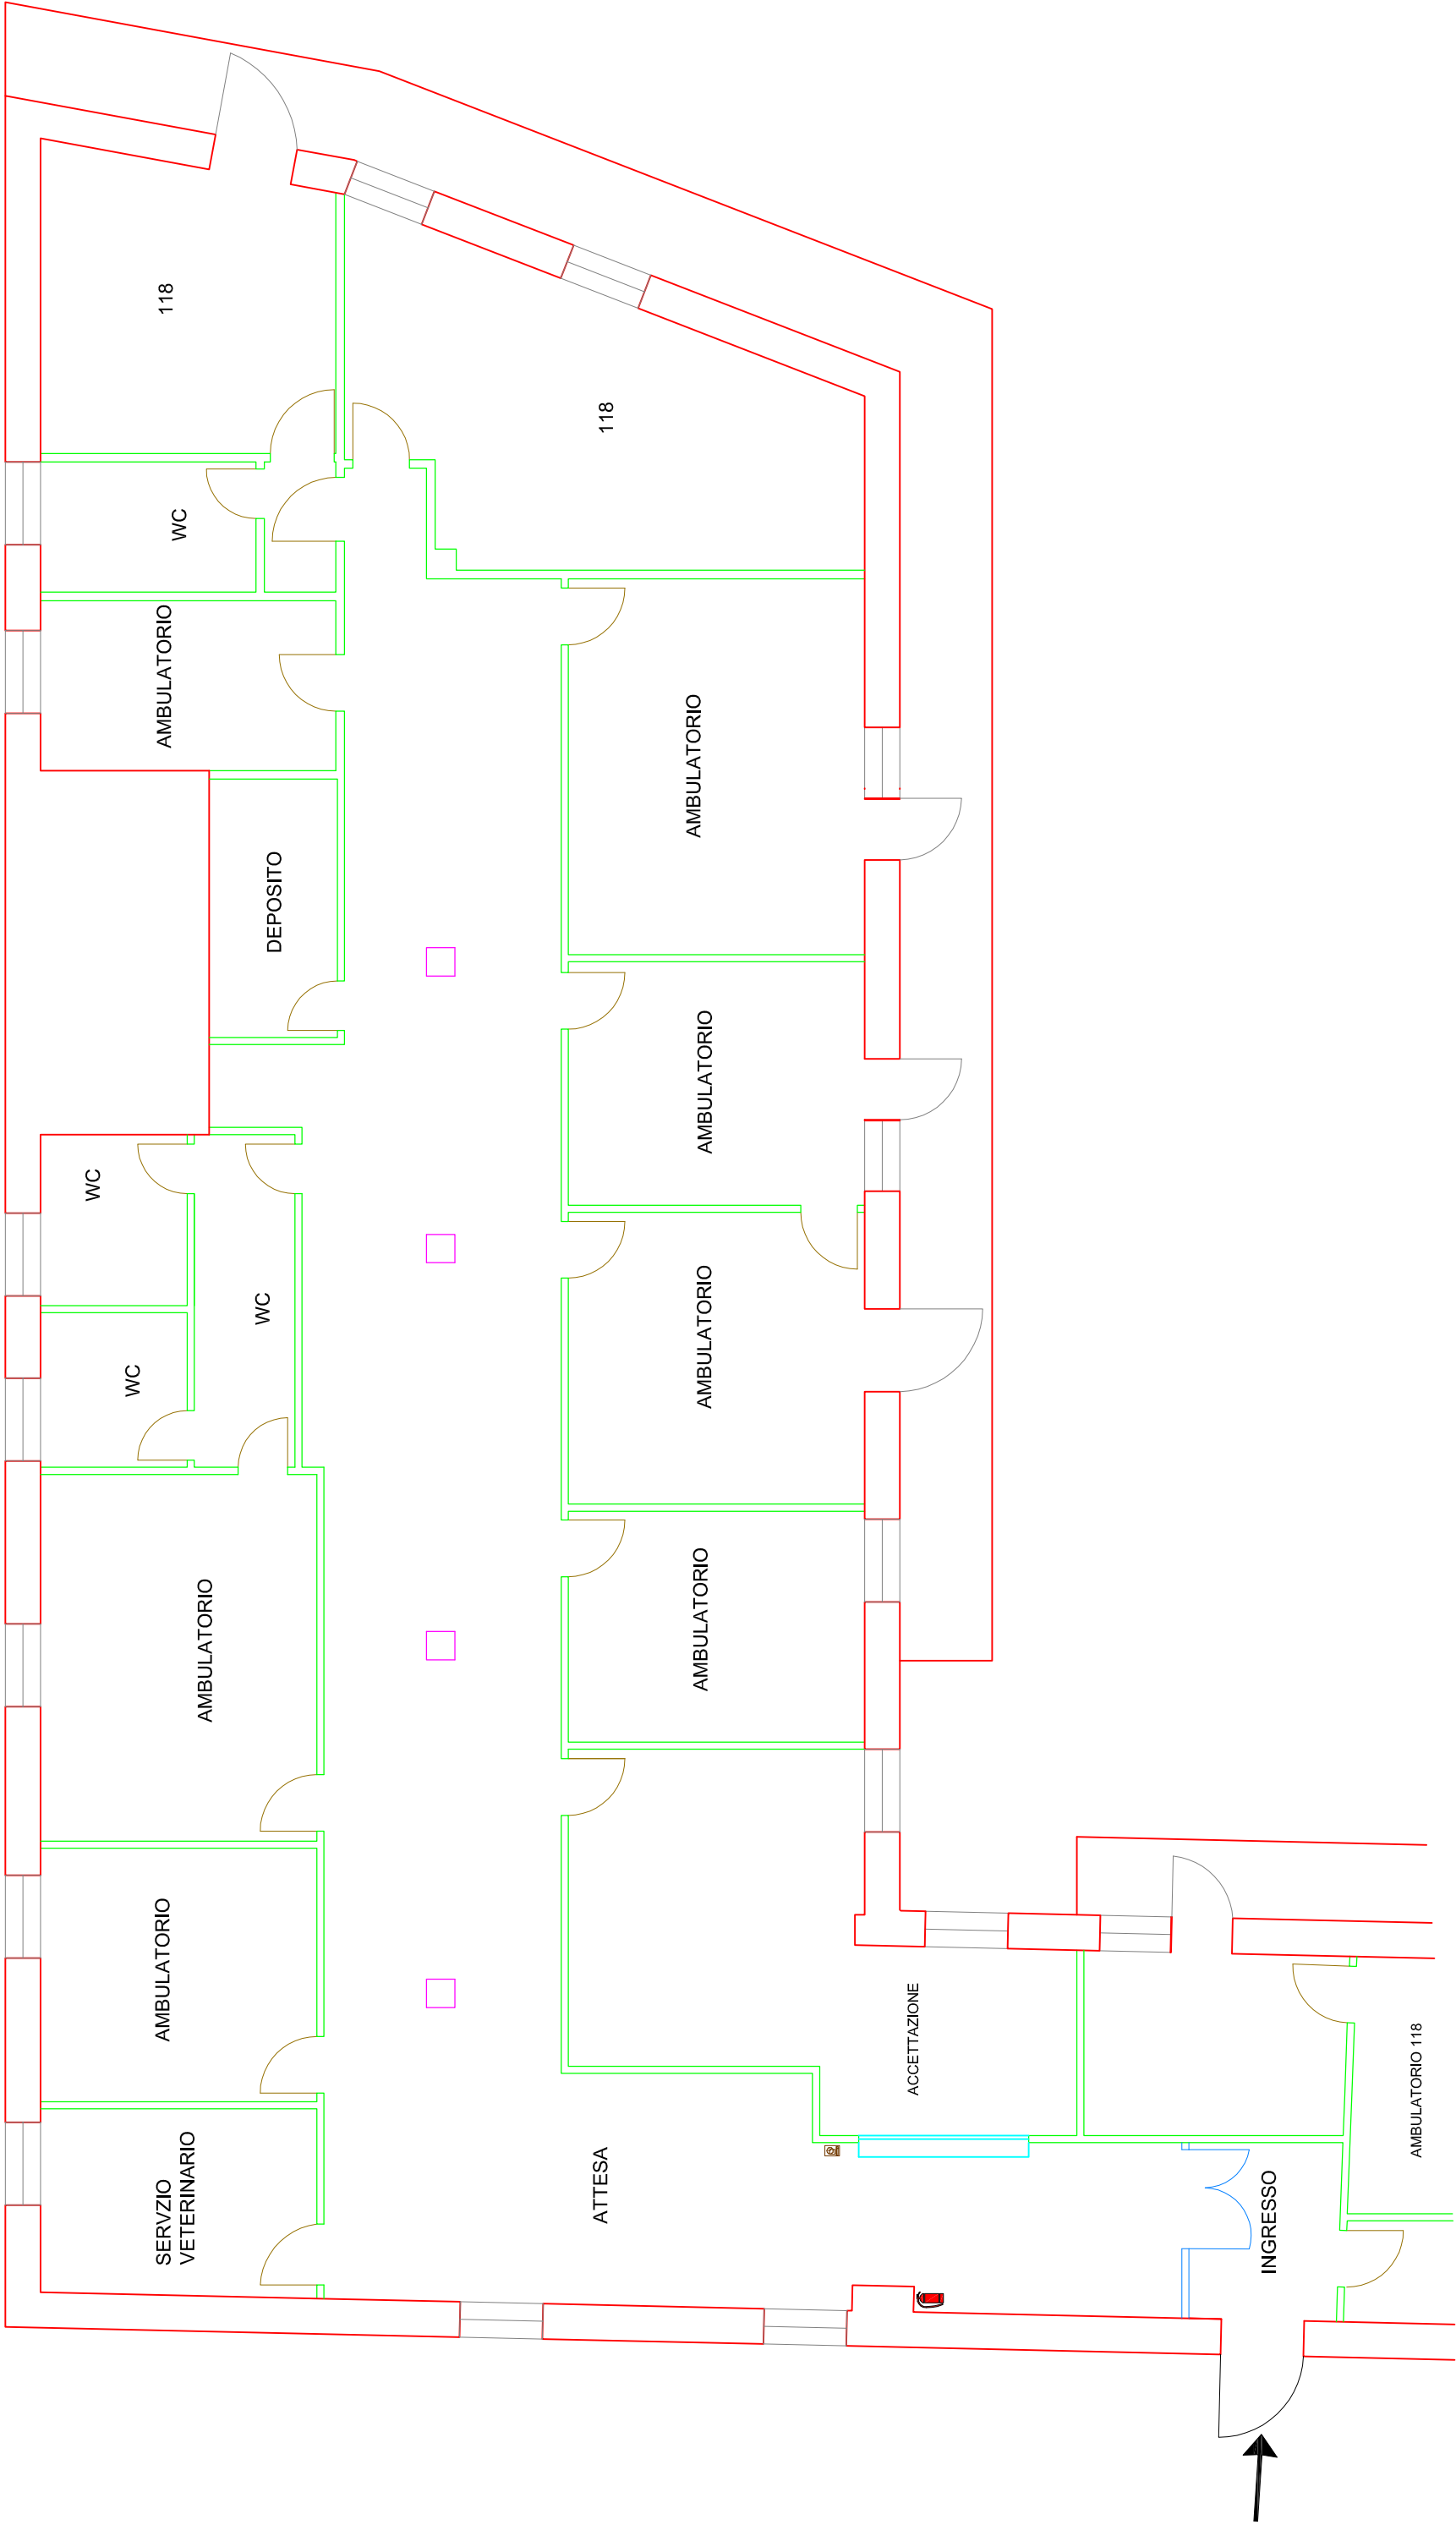 118
118
WC
AMBULATORIO
AMBULATORIO
DEPOSITO
AMBULATORIO
WC
WC
AMBULATORIO
WC
AMBULATORIO
AMBULATORIO
AMBULATORIO
ACCETTAZIONE
AMBULATORIO 118
SERVZIO
VETERINARIO
ATTESA
INGRESSO